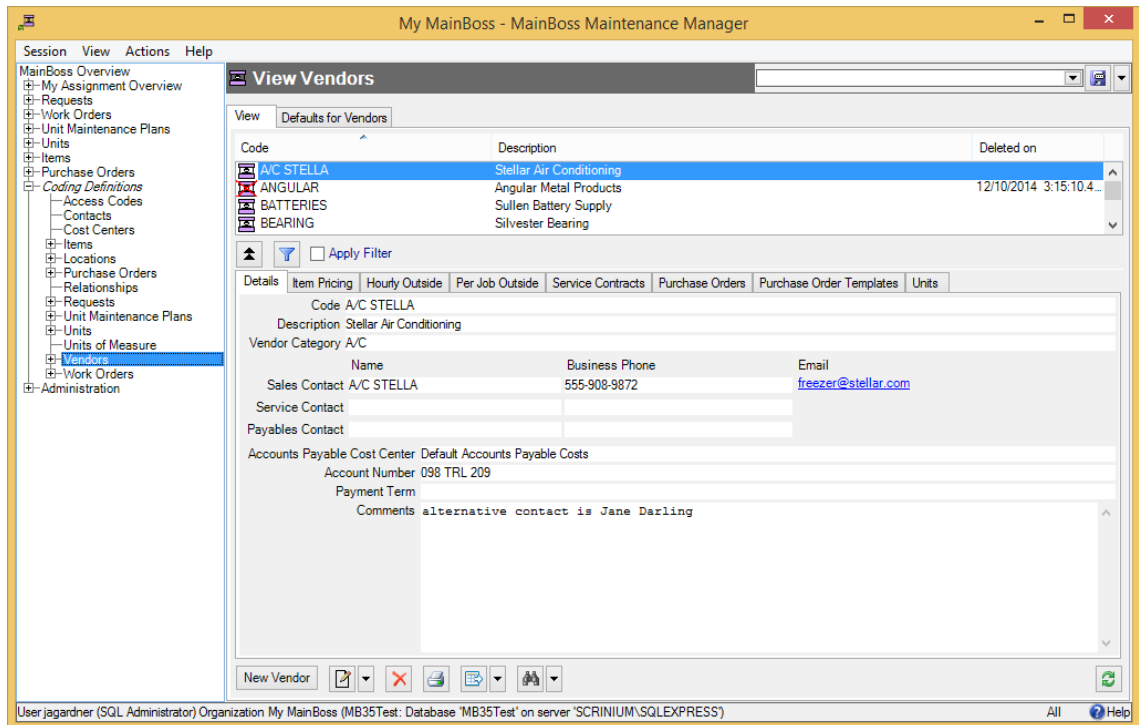 My MainBoss - MainBoss Maintenance Manager
Session View Actions Help
MainBoss Overview
My Assignment Overview
Requests
Work Orders
Unit Maintenance Plans
Units
Items
Purchase Orders
Coding Definitions
Access Codes
Contacts
Cost Centers
Items
Locations
Purchase Orders
Relationships
Requests
Unit Maintenance Plans
Units
Units of Measure
Vendors
Work Orders
Administration
View Vendors
View Defaults for Vendors
Code Description Deleted on
A/C STELLA Stellar Air Conditioning
ANGULAR Angular Metal Products 12/10/2014 3:15:10.4...
BATTERIES Sullen Battery Supply
BEARING Silvester Bearing
Apply Filter
Details Item Pricing Hourly Outside Per Job Outside Service Contracts Purchase Orders Purchase Order Templates Units
Code A/C STELLA
Description Stellar Air Conditioning
Vendor Category A/C
Name Business Phone Email
Sales Contact A/C STELLA 555-908-9872 freezer@stellar.com
Service Contact
Payables Contact
Accounts Payable Cost Center Default Accounts Payable Costs
Account Number 098 TRL 209
Payment Term
Comments alternative contact is Jane Darling
New Vendor
User jagardner (SQL Administrator) Organization My MainBoss (MB35Test: Database 'MB35Test' on server 'SCRINIUM\SQLEXPRESS') All Help